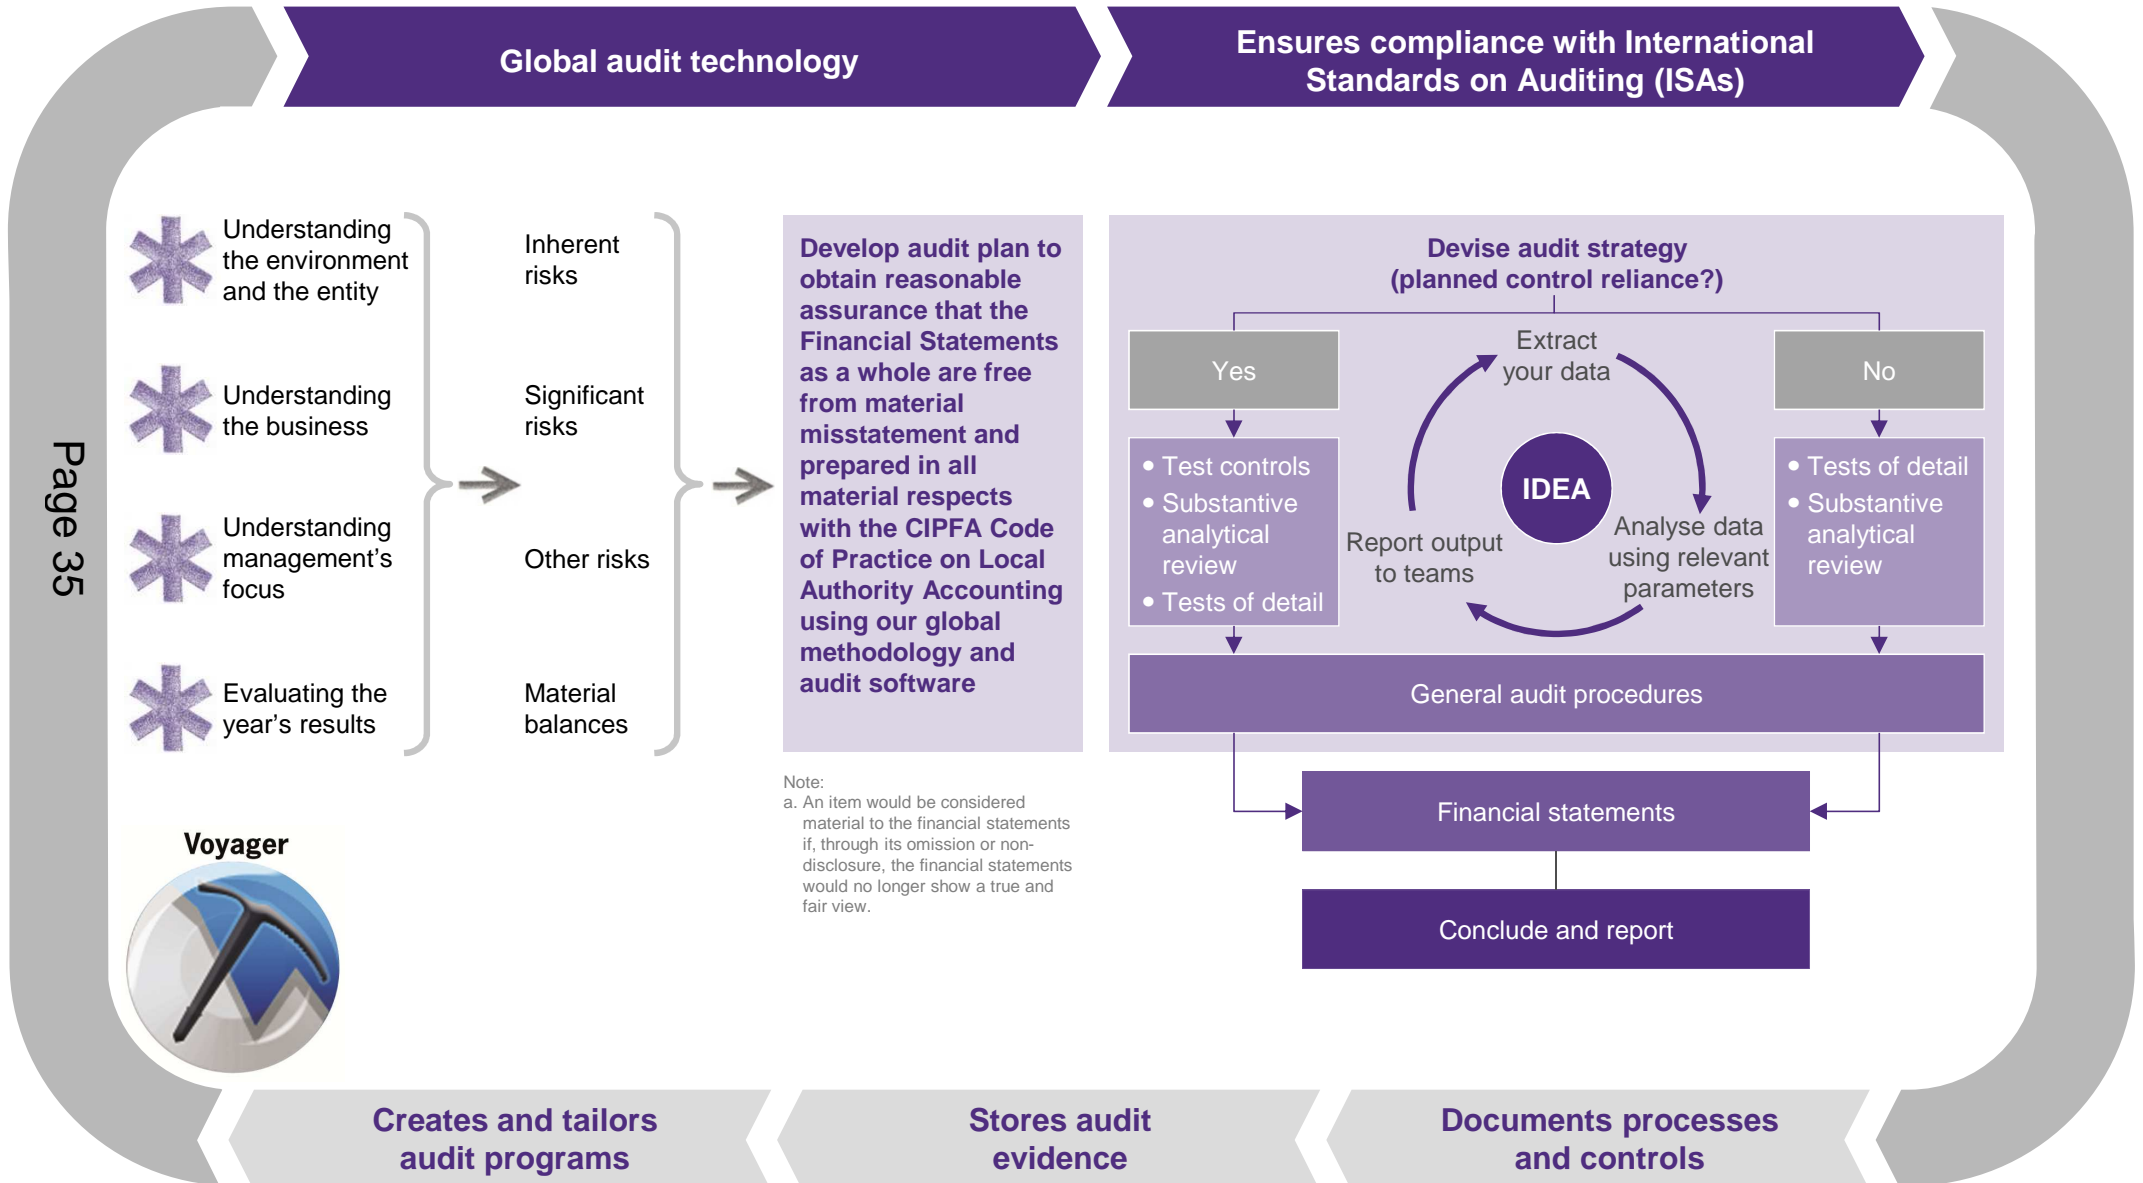 Global audit technology
Ensures compliance with International
Standards on Auditing (ISAs)
Page 35
Understanding
the environment
and the entity
Understanding
the business
Understanding
management’s
focus
Evaluating the
year’s results
Inherent
risks
Significant
risks
Other risks
Material
balances
Develop audit plan to
obtain reasonable
assurance that the
Financial Statements
as a whole are free
from material
misstatement and
prepared in all
material respects
with the CIPFA Code
of Practice on Local
Authority Accounting
using our global
methodology and
audit software
Note:
a. An item would be considered
material to the financial statements
if, through its omission or non-
disclosure, the financial statements
would no longer show a true and
fair view.
Devise audit strategy
(planned control reliance?)
Yes
• Test controls
• Substantive
analytical
review
• Tests of detail
Extract
your data
IDEA
Analyse data
using relevant
parameters
Report output
to teams
No
• Tests of detail
• Substantive
analytical
review
General audit procedures
Financial statements
Conclude and report
Voyager
Creates and tailors
audit programs
Stores audit
evidence
Documents processes
and controls